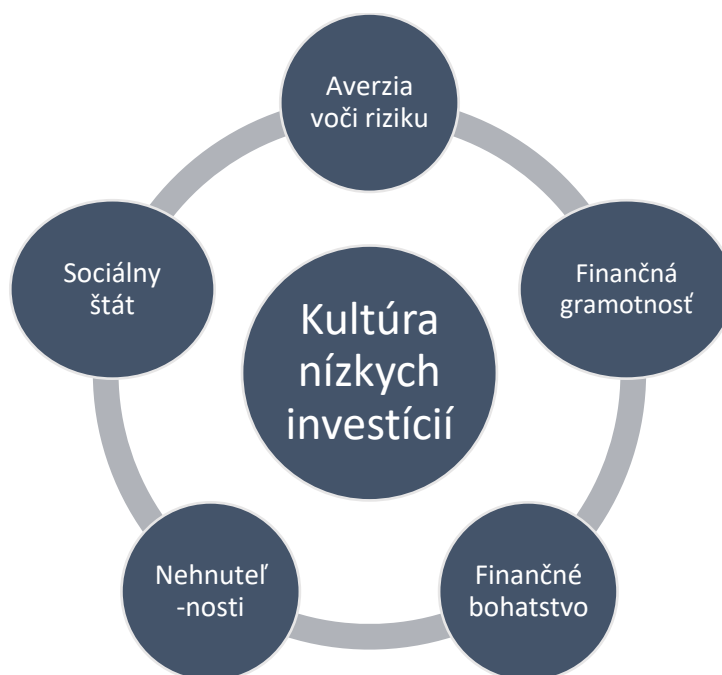 Averzia
voči riziku
Sociálny
štát
Finančná
gramotnosť
Kultúra
nízkych
investícií
Nehnuteľ
-nosti
Finančné
bohatstvo